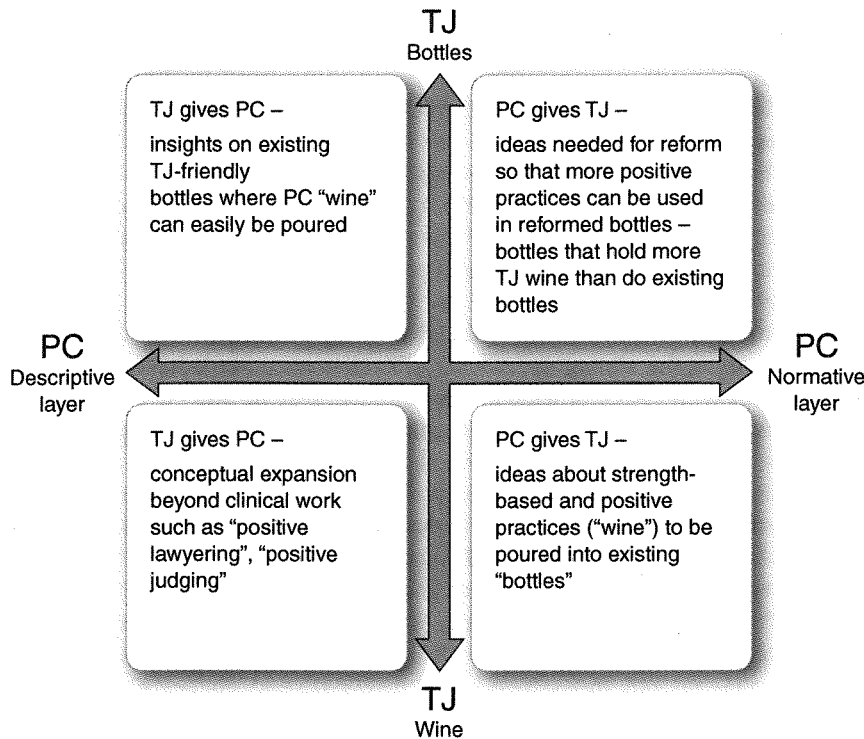 TJ
Bottles
TJ gives PC –
insights on existing
TJ-friendly
bottles where PC “wine”
can easily be poured
PC gives TJ –
ideas needed for reform
so that more positive
practices can be used
in reformed bottles –
bottles that hold more
TJ wine than do existing
bottles
PC
Descriptive
layer
PC
Normative
layer
TJ gives PC –
conceptual expansion
beyond clinical work
such as “positive
lawyering”, “positive
judging”
PC gives TJ –
ideas about strength-
based and positive
practices (“wine”) to be
poured into existing
“bottles”
TJ
Wine